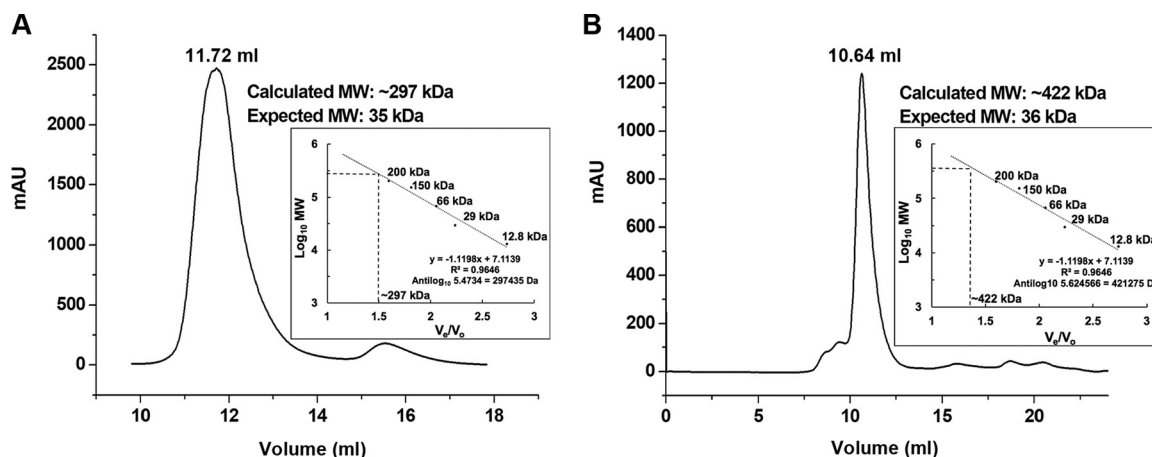 A
11.72 ml
Calculated MW: ~297 kDa
Expected MW: 35 kDa
mAU
2500
2000
1500
1000
500
0
10
12
14
16
18
Volume (ml)
Log10 MW
6
5
4
3
200 kDa
150 kDa
66 kDa
29 kDa
12.8 kDa
y = -1.1198x + 7.1139
R² = 0.9646
Antilog10 5.4734 = 297435 Da
~297 kDa
1
1.5
2
2.5
3
Ve/Vo
B
10.64 ml
Calculated MW: ~422 kDa
Expected MW: 36 kDa
mAU
1400
1200
1000
800
600
400
200
0
0
5
10
15
20
Volume (ml)
Log10 MW
6
5
4
3
200 kDa
150 kDa
66 kDa
29 kDa
12.8 kDa
y = -1.1198x + 7.1139
R² = 0.9646
Antilog10 5.624566 = 421275 Da
~422 kDa
1
1.5
2
2.5
3
Ve/Vo